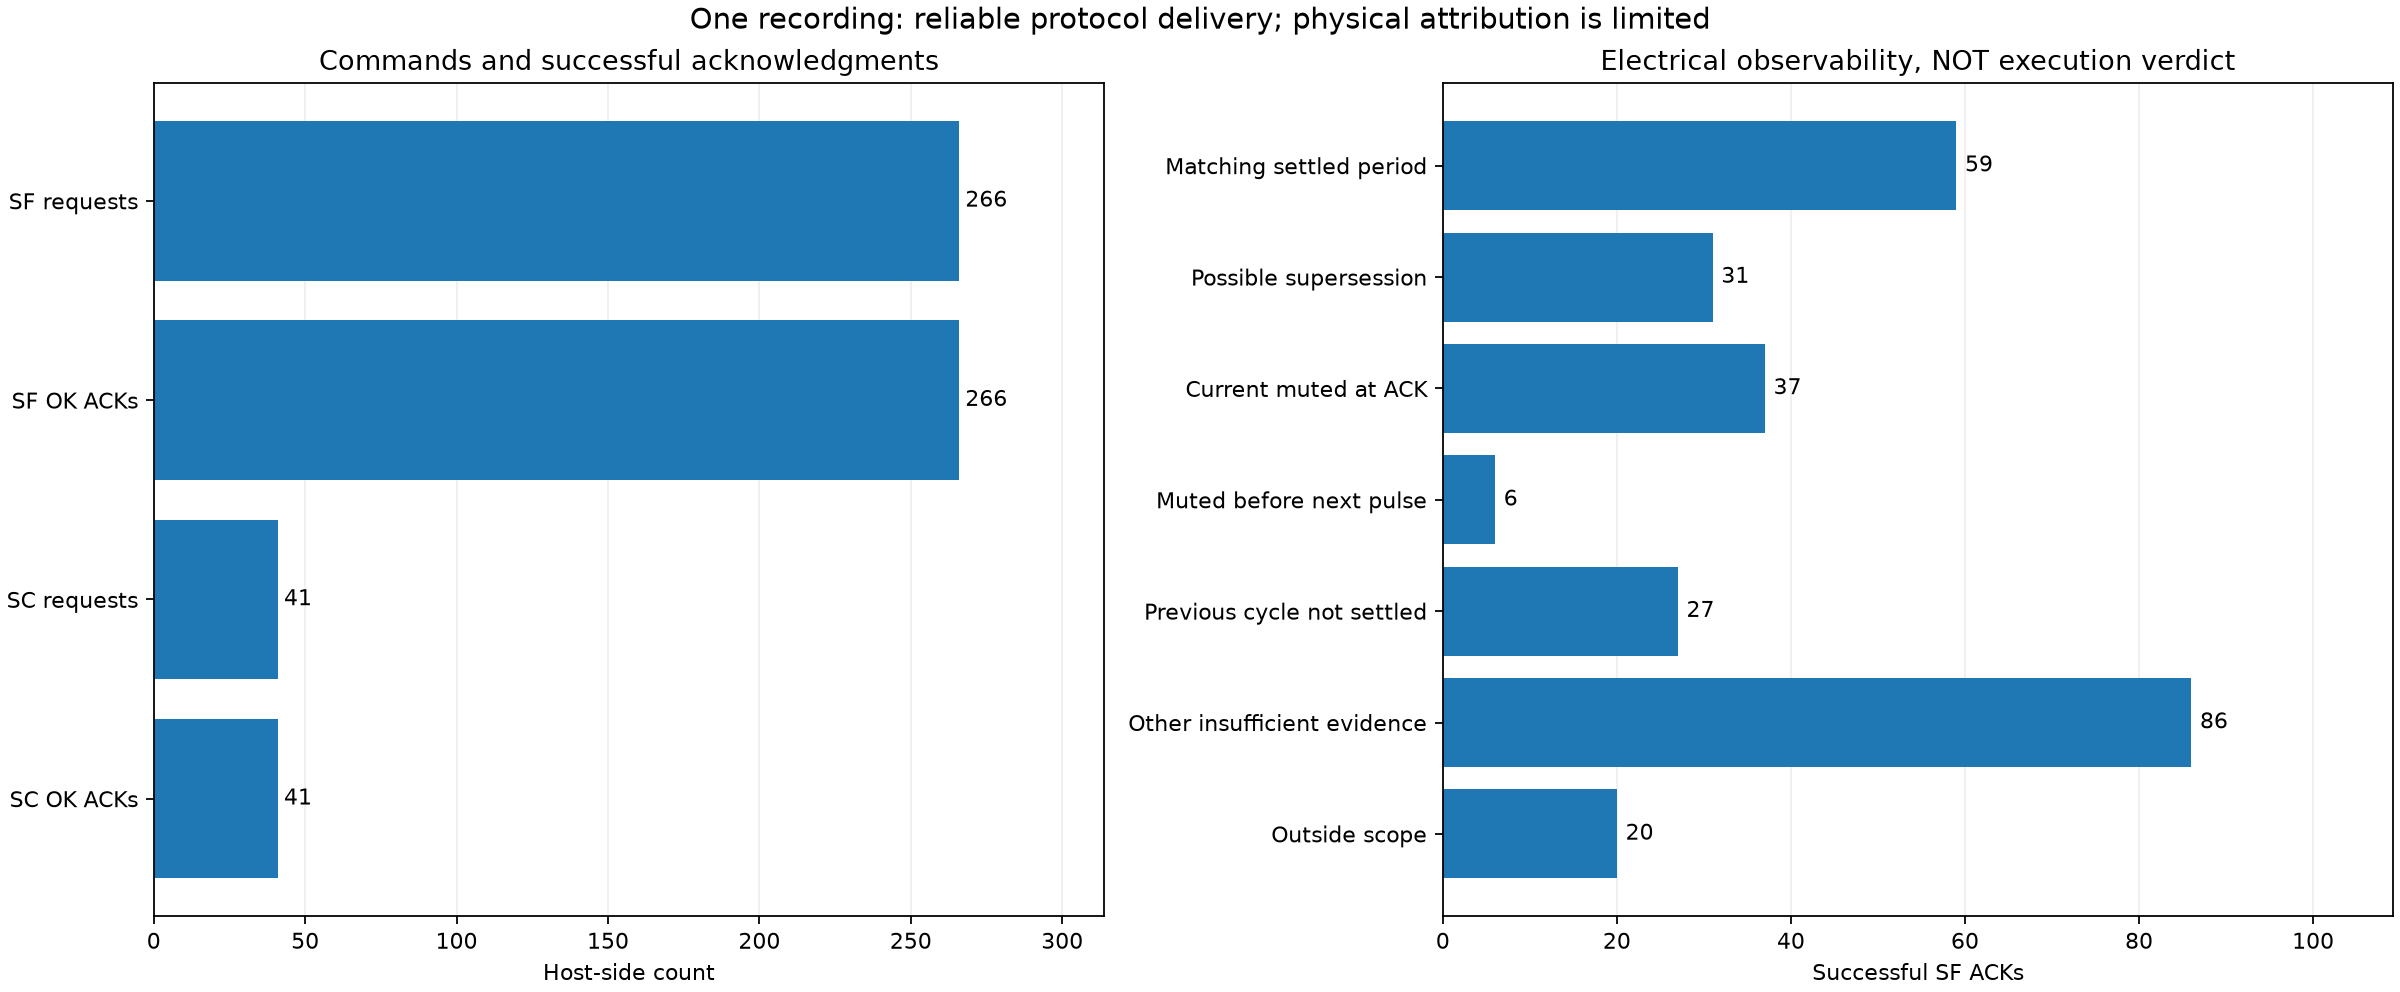 One recording: reliable protocol delivery; physical attribution is limited
Commands and successful acknowledgments
SF requests
266
SF OK ACKs
266
SC requests
41
SC OK ACKs
41
0 50 100 150 200 250 300
Host-side count
Electrical observability, NOT execution verdict
Matching settled period
59
Possible supersession
31
Current muted at ACK
37
Muted before next pulse
6
Previous cycle not settled
27
Other insufficient evidence
86
Outside scope
20
0 20 40 60 80 100
Successful SF ACKs